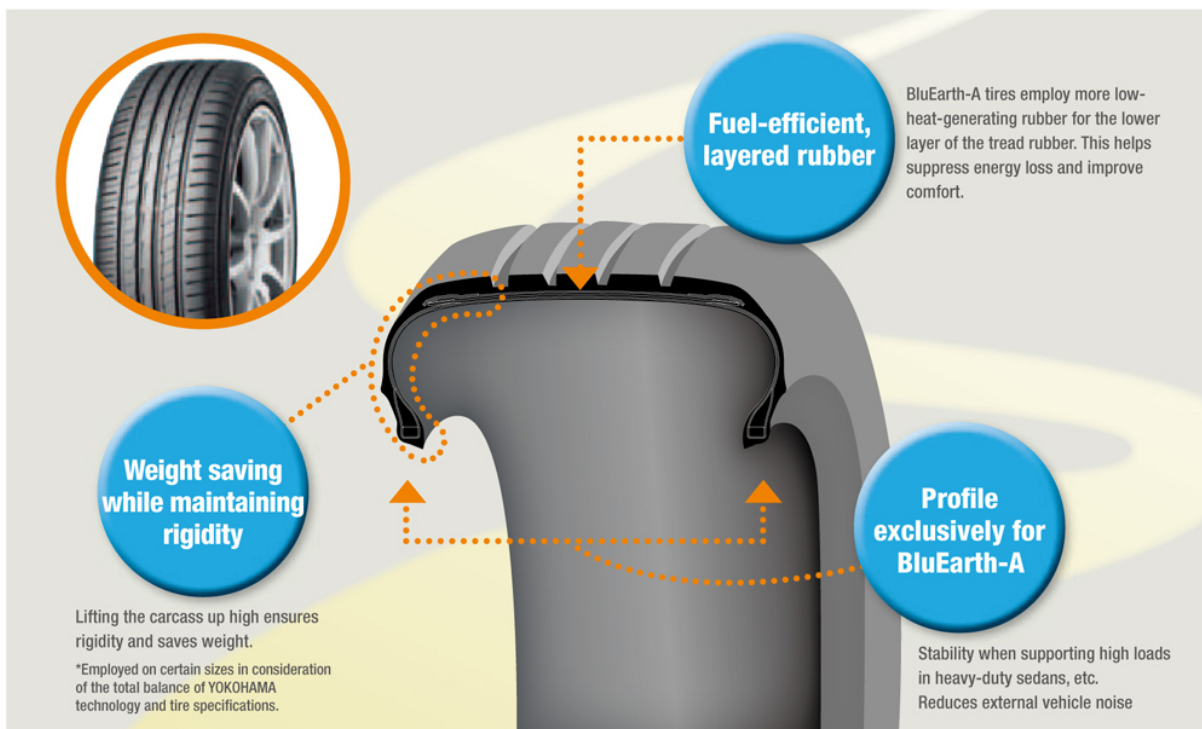 Fuel-efficient,
layered rubber
BluEarth-A tires employ more low-
heat-generating rubber for the lower
layer of the tread rubber. This helps
suppress energy loss and improve
comfort.
Weight saving
while maintaining
rigidity
Lifting the carcass up high ensures
rigidity and saves weight.
*Employed on certain sizes in consideration
of the total balance of YOKOHAMA
technology and tire specifications.
Profile
exclusively for
BluEarth-A
Stability when supporting high loads
in heavy-duty sedans, etc.
Reduces external vehicle noise